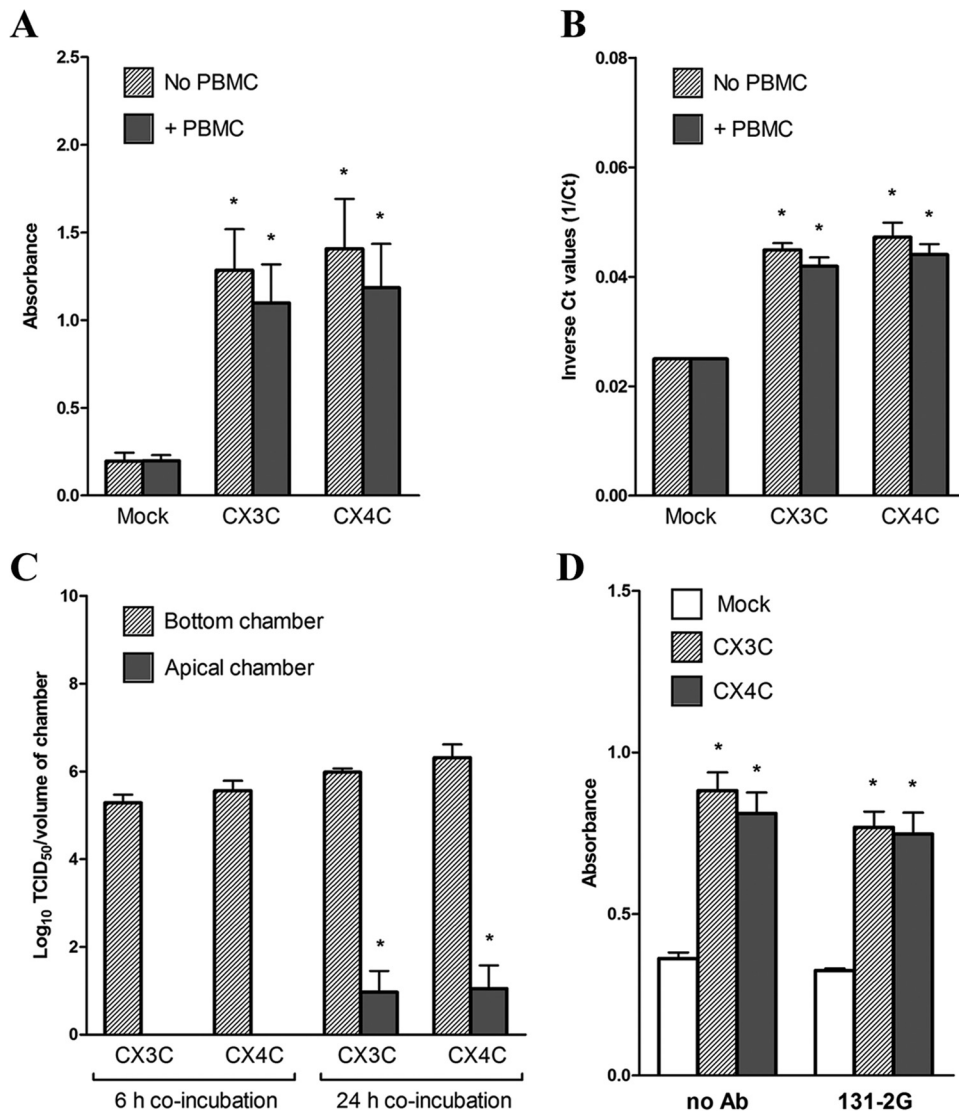 A
2.5
2.0
1.5
1.0
0.5
0.0
Absorbance
No PBMC
+ PBMC
*
*
*
*
Mock
CX3C
CX4C
B
0.08
0.06
0.04
0.02
0.00
Inverse Ct values (1/Ct)
No PBMC
+ PBMC
*
*
*
*
Mock
CX3C
CX4C
C
10
8
6
4
2
0
Log10 TCID50/volume of chamber
Bottom chamber
Apical chamber
*
*
CX3C
CX4C
CX3C
CX4C
6 h co-incubation
24 h co-incubation
D
1.5
1.0
0.5
0.0
Absorbance
Mock
CX3C
CX4C
*
*
*
*
no Ab
131-2G